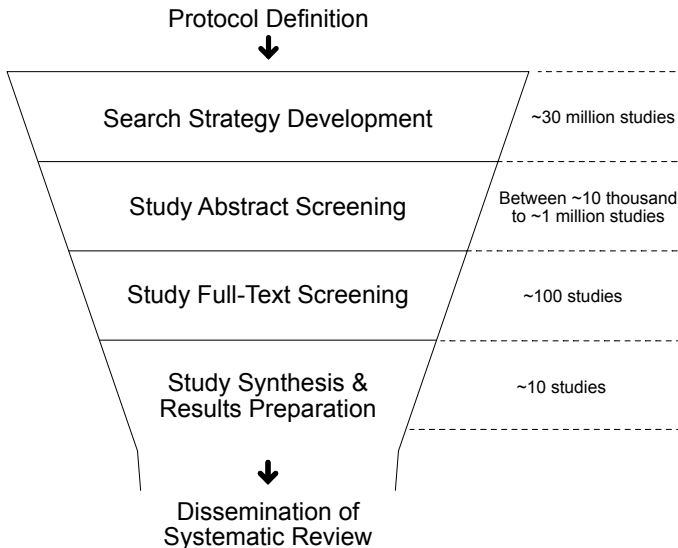 Protocol Definition
Search Strategy Development
~30 million studies
Study Abstract Screening
Between ~10 thousand
to ~1 million studies
Study Full-Text Screening
~100 studies
Study Synthesis &
Results Preparation
~10 studies
Dissemination of
Systematic Review